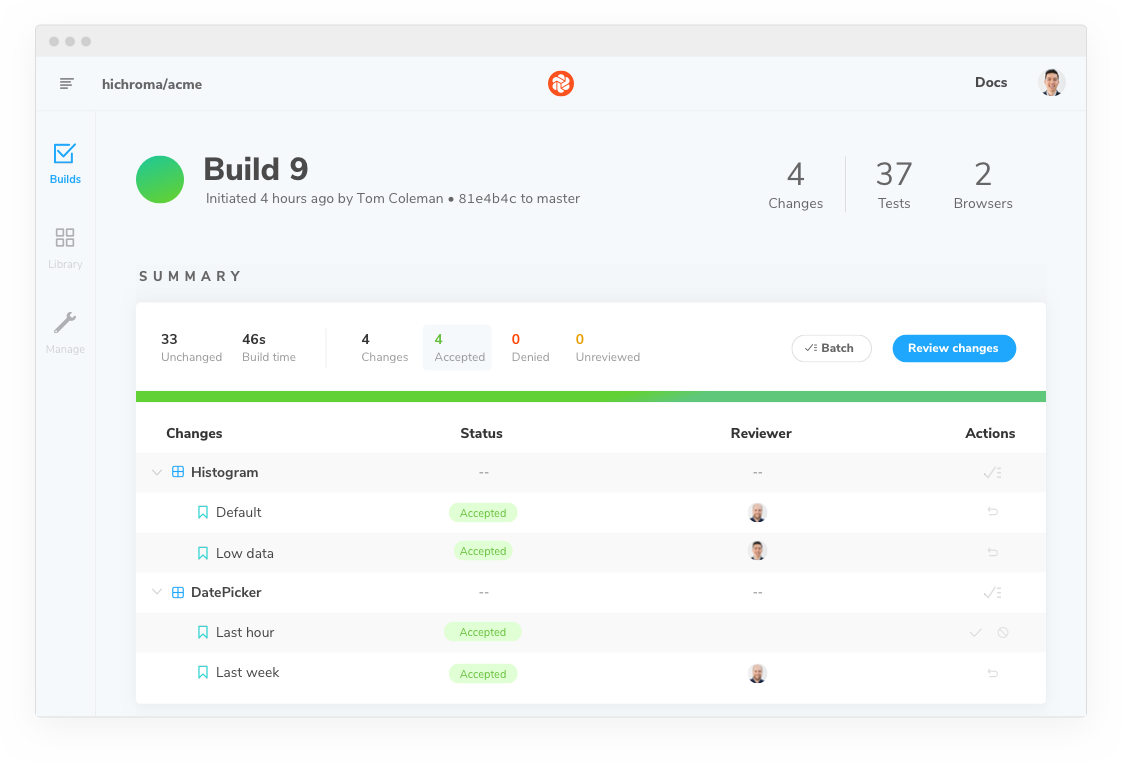 hichroma/acme
Docs
Builds
Library
Manage
Build 9
Initiated 4 hours ago by Tom Coleman • 81e4b4c to master
4 37 2
Changes Tests Browsers
SUMMARY
33 46s 4 4 0 0
Unchanged Build time Changes Accepted Denied Unreviewed
Batch Review changes
Changes Status Reviewer Actions
Histogram -- --
Default Accepted
Low data Accepted
DatePicker -- --
Last hour Accepted
Last week Accepted